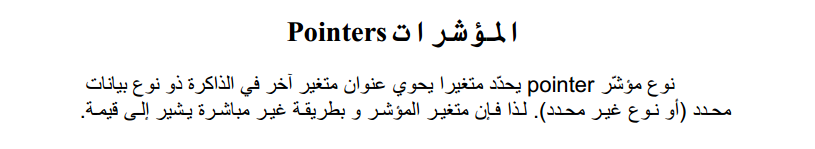 المؤشرات Pointers
نوع مؤشّر pointer يحدّد متغيرا يحوي عنوان متغير آخر في الذاكرة ذو نوع بيانات
محدد (أو نوع غير محدد). لذا فإن متغير المؤشر و بطريقة غير مباشرة يشير إلى قيمة.